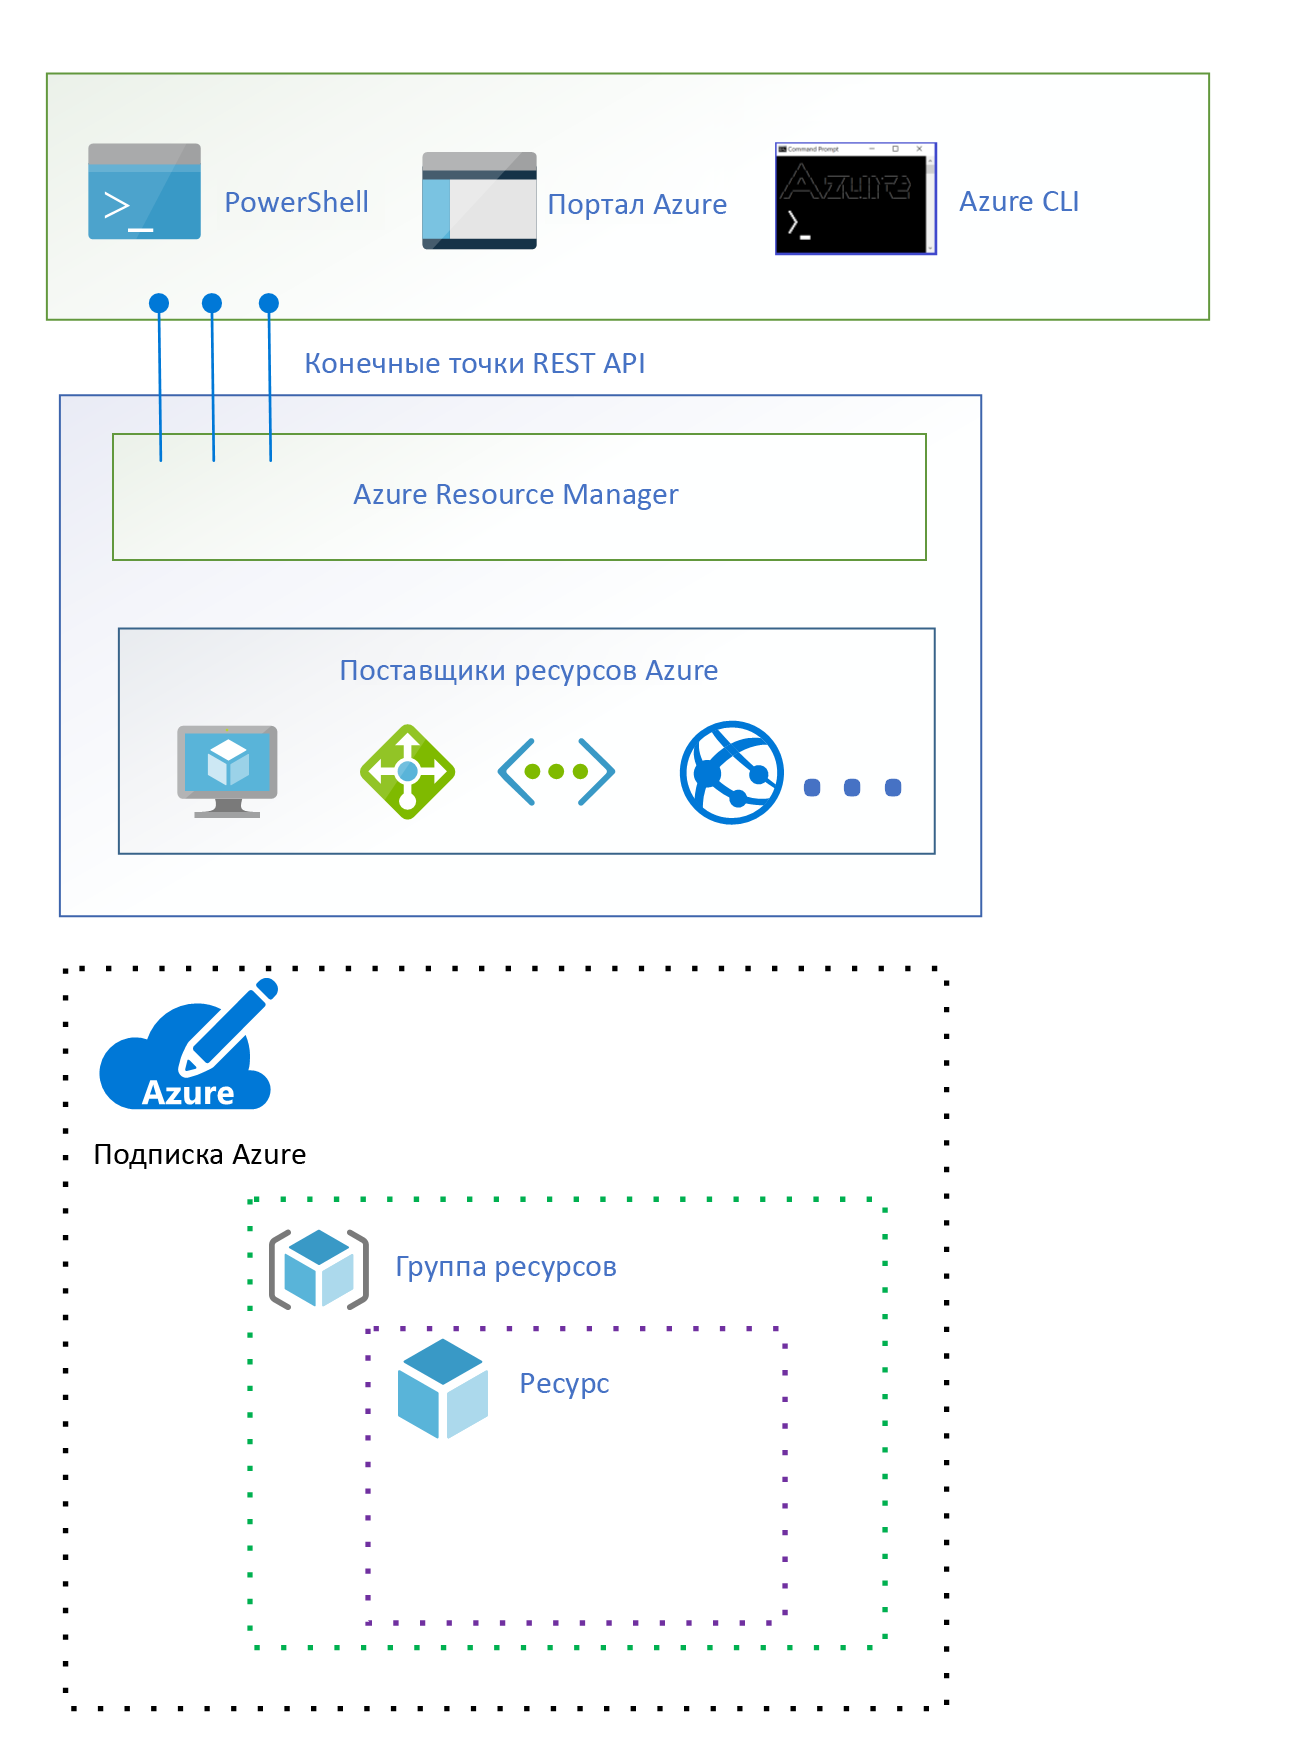 PowerShell
Портал Azure
Command Prompt
Azure
Azure CLI
Конечные точки REST API
Azure Resource Manager
Поставщики ресурсов Azure
Azure
Подписка Azure
Группа ресурсов
Ресурс